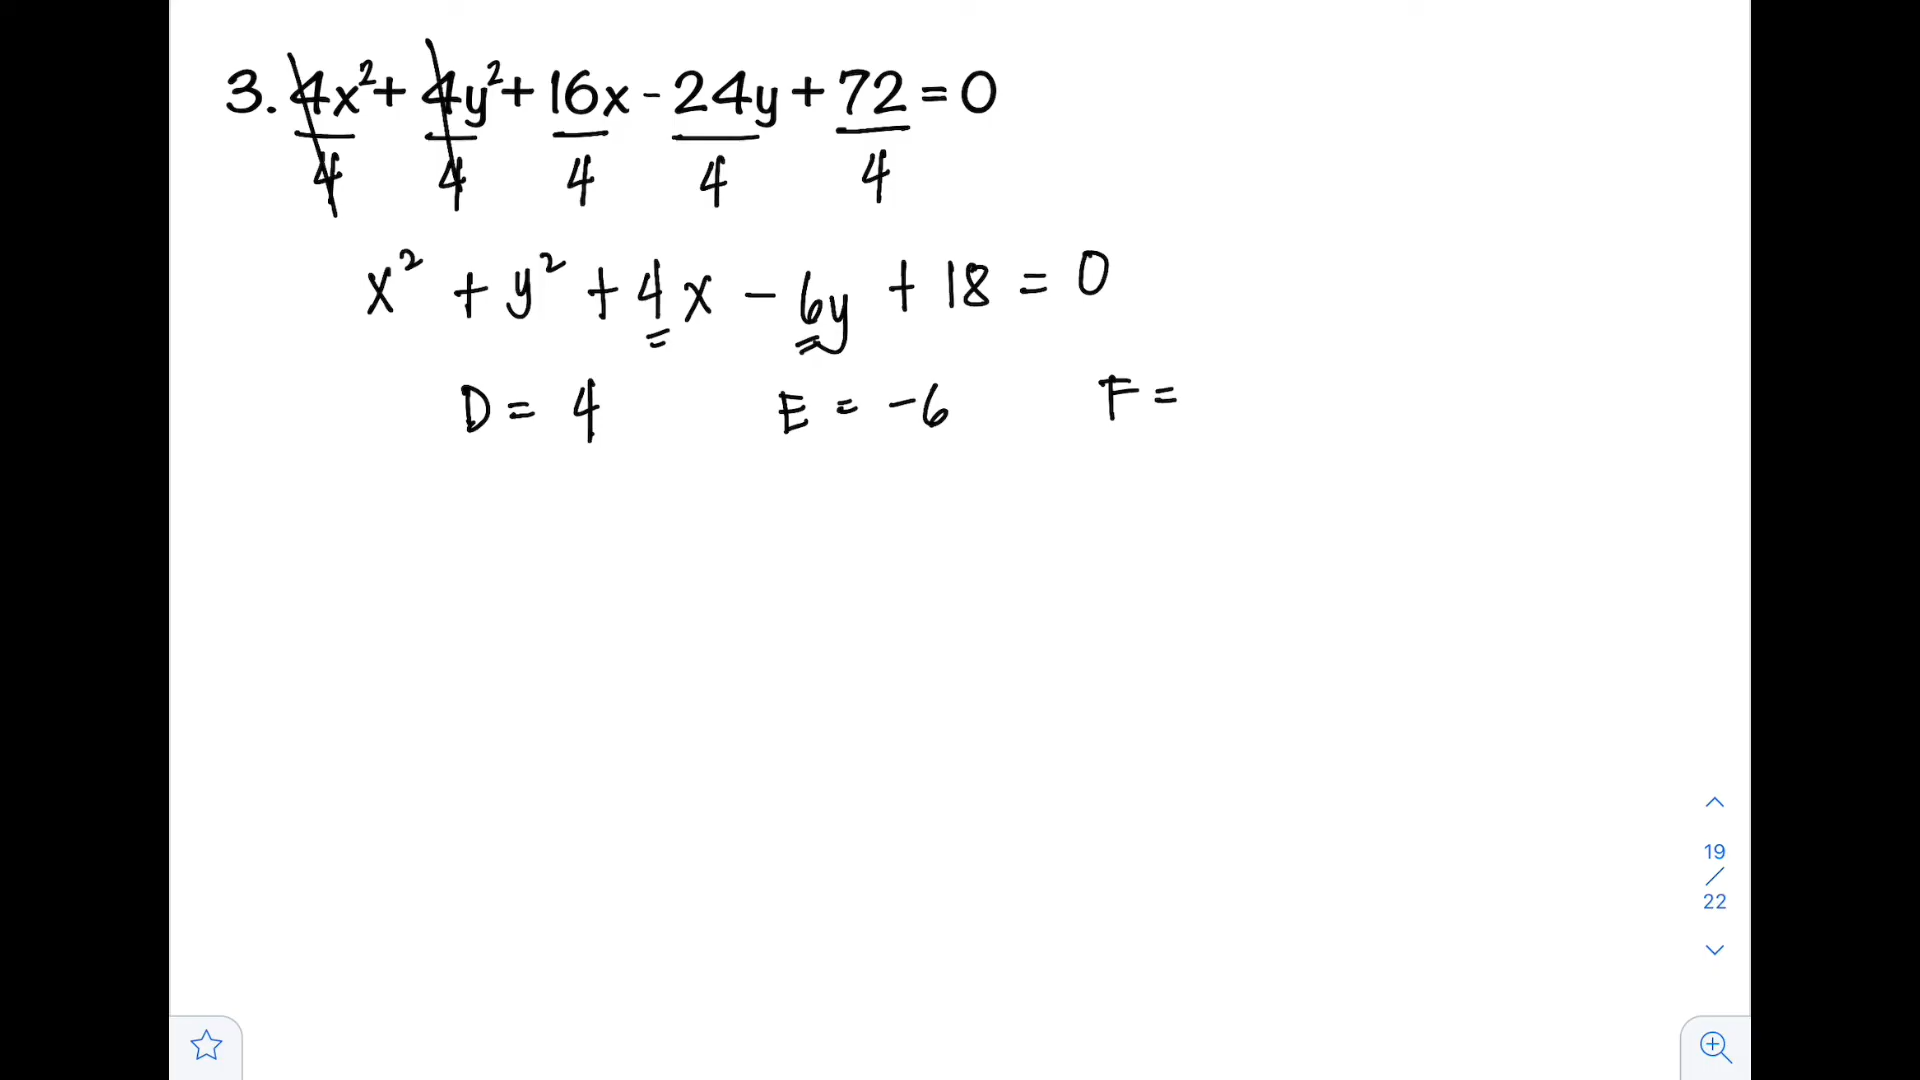 3. 4x²+ 4y²+ 16x - 24y + 72 = 0
4 4 4 4 4
x² + y² + 4x - 6y + 18 = 0
D = 4 E = -6 F =
19
/
22